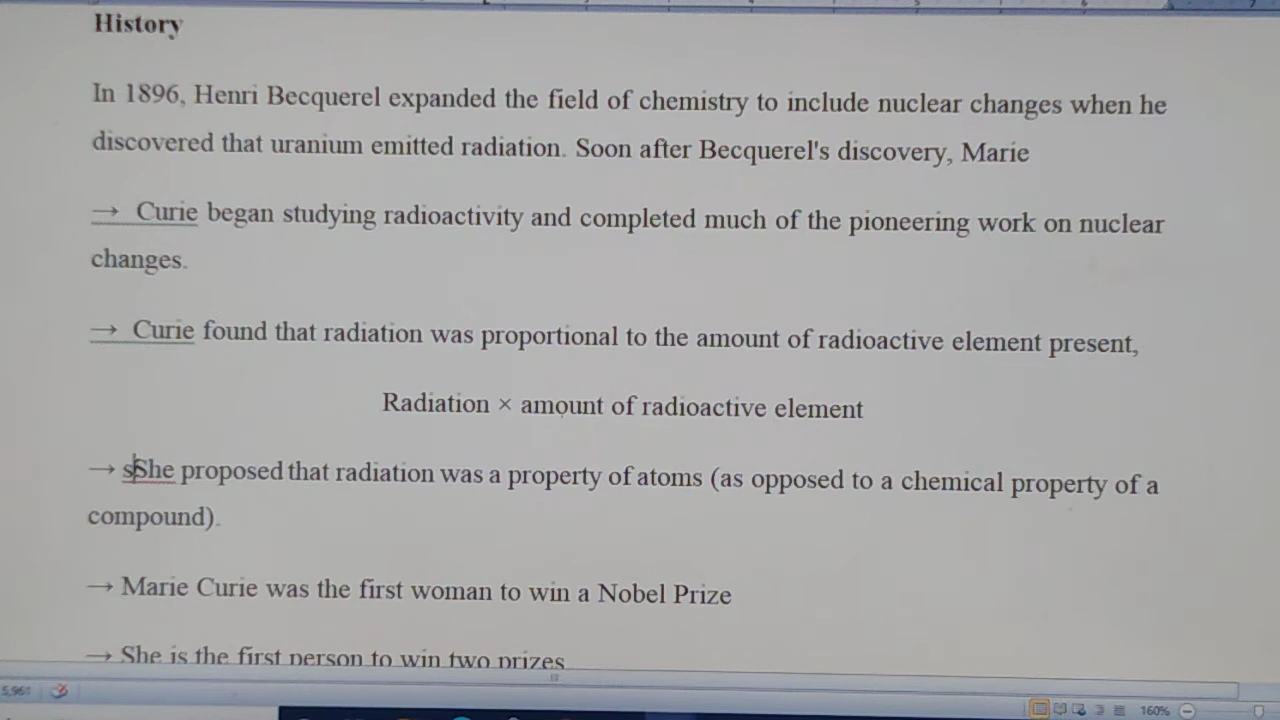 History
In 1896, Henri Becquerel expanded the field of chemistry to include nuclear changes when he
discovered that uranium emitted radiation. Soon after Becquerel's discovery, Marie
→ Curie began studying radioactivity and completed much of the pioneering work on nuclear
changes.
→ Curie found that radiation was proportional to the amount of radioactive element present,
Radiation × amount of radioactive element
→ sShe proposed that radiation was a property of atoms (as opposed to a chemical property of a
compound).
→ Marie Curie was the first woman to win a Nobel Prize
→ She is the first person to win two prizes
160%